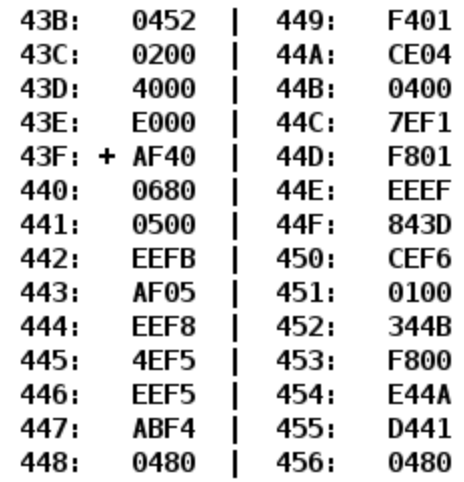 43B: 0452 | 449: F401
43C: 0200 | 44A: CE04
43D: 4000 | 44B: 0400
43E: E000 | 44C: 7EF1
43F: + AF40 | 44D: F801
440: 0680 | 44E: EEEF
441: 0500 | 44F: 843D
442: EEFB | 450: CEF6
443: AF05 | 451: 0100
444: EEF8 | 452: 344B
445: 4EF5 | 453: F800
446: EEF5 | 454: E44A
447: ABF4 | 455: D441
448: 0480 | 456: 0480